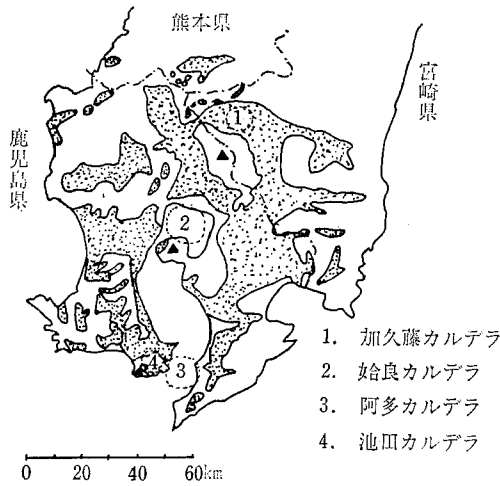 熊本県
宮崎県
鹿児島県
1
2
3
4
1. 加久藤カルデラ
2. 姶良カルデラ
3. 阿多カルデラ
4. 池田カルデラ
0 20 40 60km